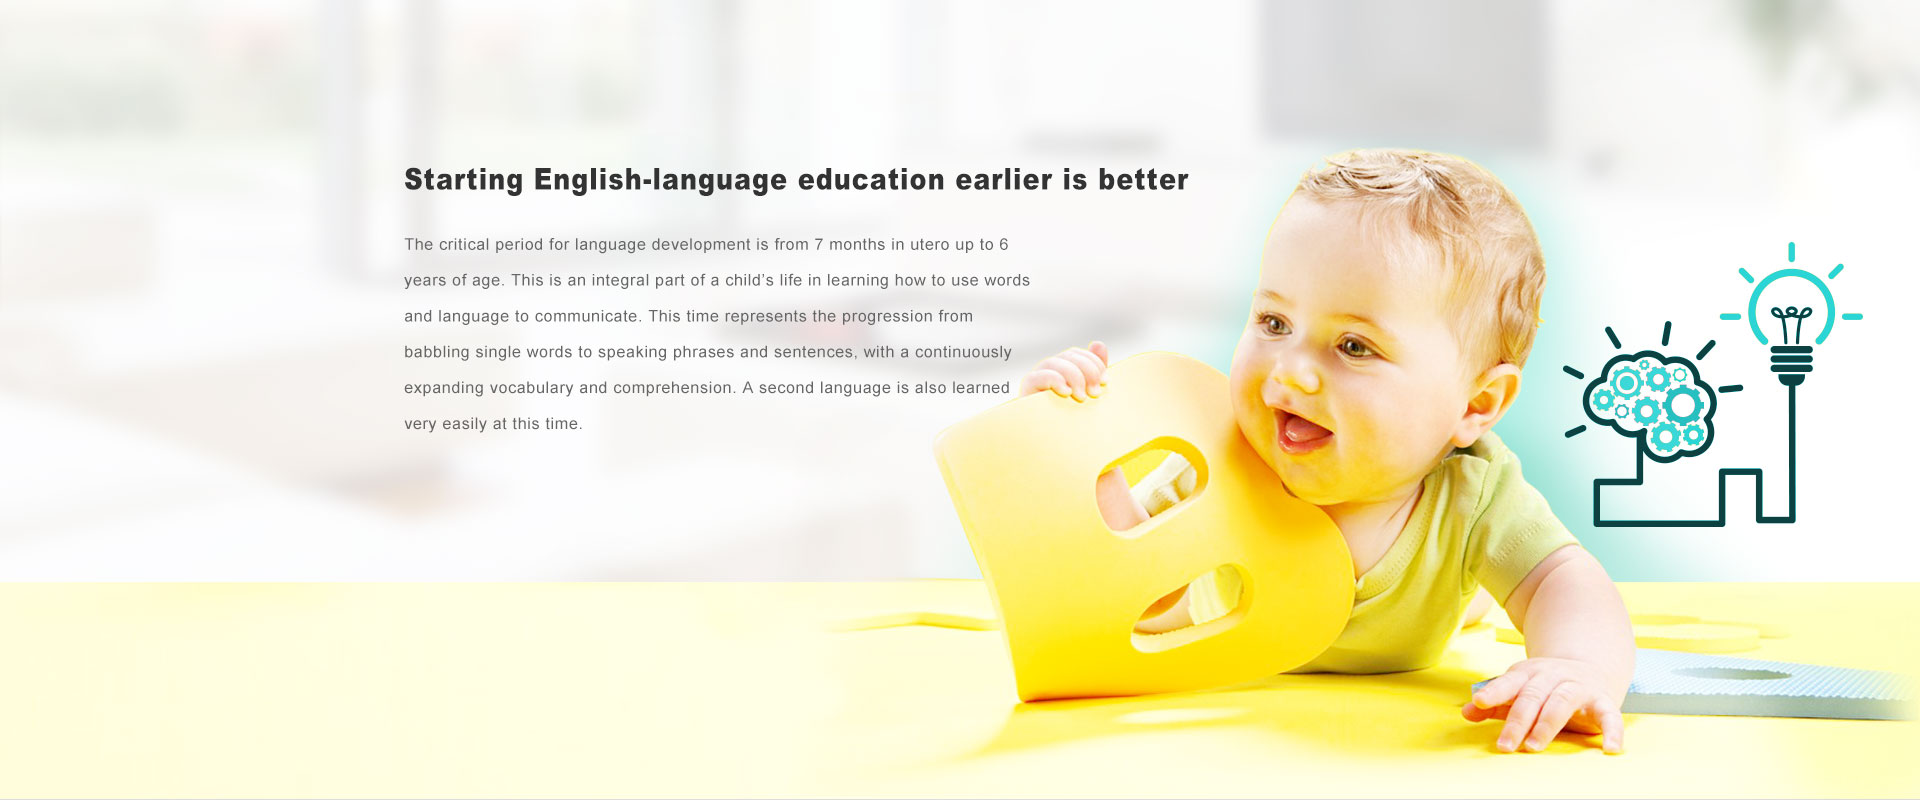 Starting English-language education earlier is better
The critical period for language development is from 7 months in utero up to 6
years of age. This is an integral part of a child’s life in learning how to use words
and language to communicate. This time represents the progression from
babbling single words to speaking phrases and sentences, with a continuously
expanding vocabulary and comprehension. A second language is also learned
very easily at this time.